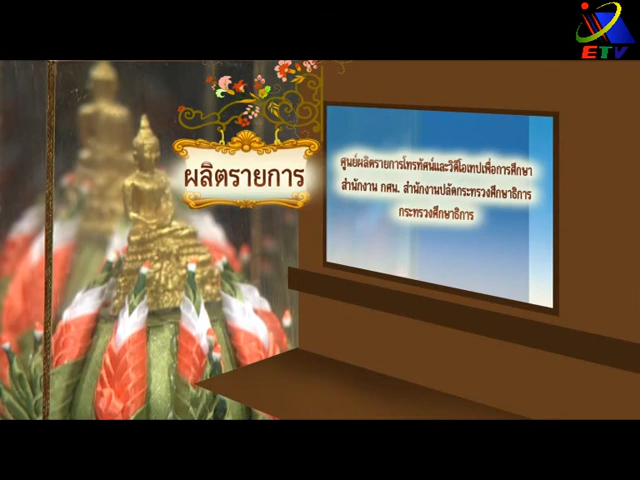 ETV
ผลิตรายการ
ศูนย์ผลิตรายการโทรทัศน์และวิดีโอเทปเพื่อการศึกษา
สำนักงาน กศน. สำนักงานปลัดกระทรวงศึกษาธิการ
กระทรวงศึกษาธิการ